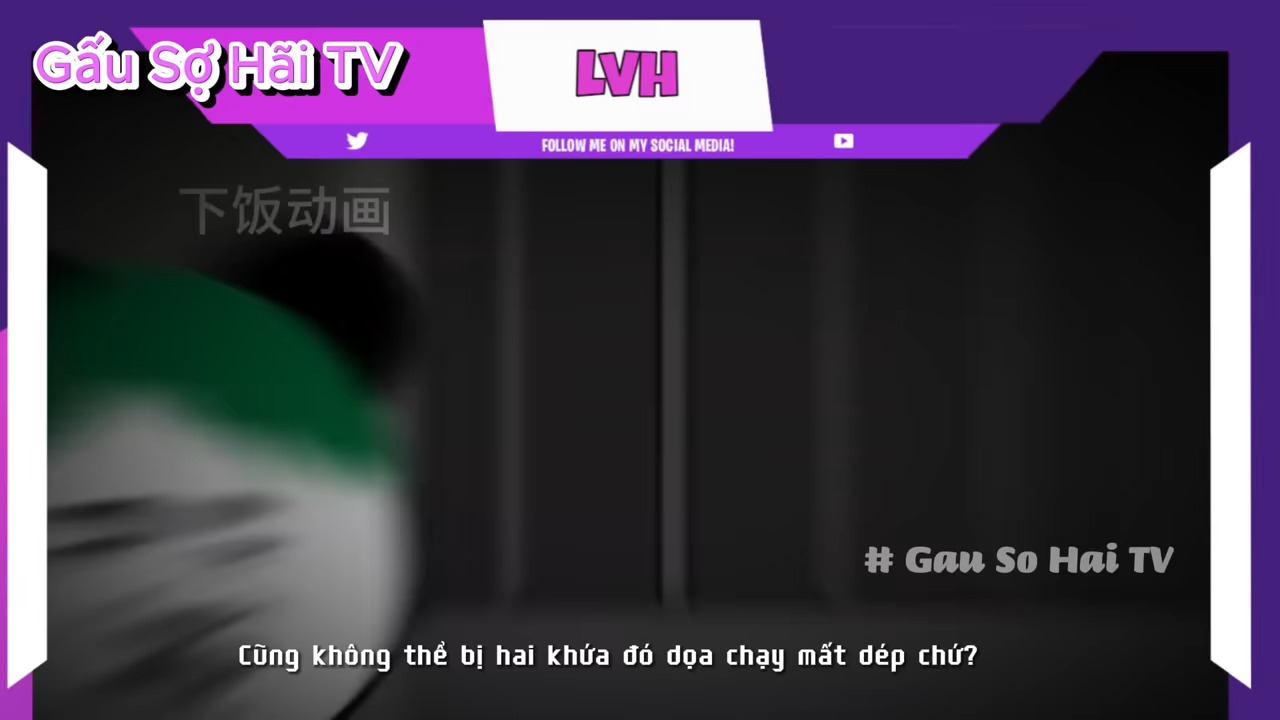 Gấu Sợ Hãi TV
LVH
FOLLOW ME ON MY SOCIAL MEDIA!
下饭动画
# Gau So Hai TV
Cũng không thể bị hai khứa đó dọa chạy mất dép chứ?